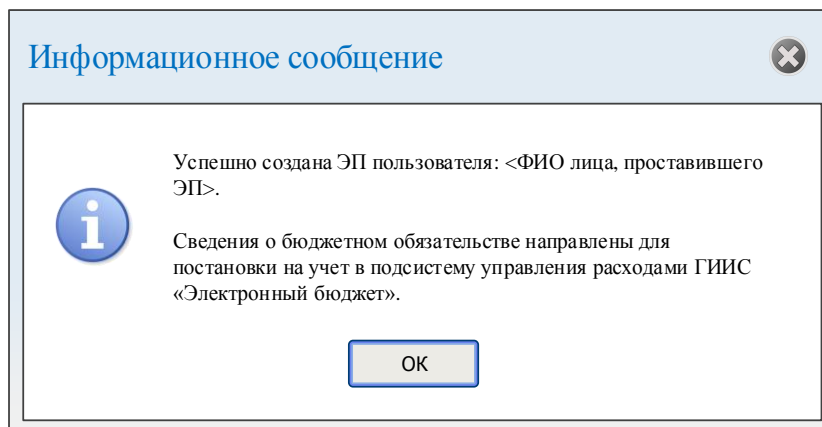 Информационное сообщение
Успешно создана ЭП пользователя: <ФИО лица, проставившего
ЭП>.
Сведения о бюджетном обязательстве направлены для
постановки на учет в подсистему управления расходами ГИИС
«Электронный бюджет».
ОК